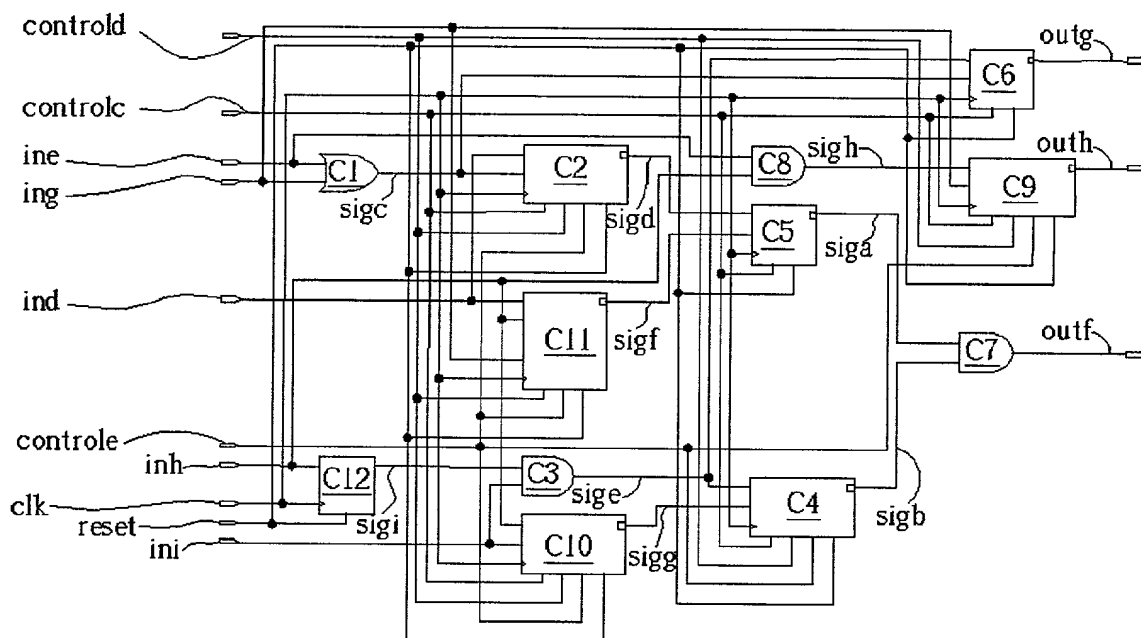 controld
outg
C6
controlc
ine
C1
C2
C8
sigh
outh
C9
ing
sigc
sigd
C5
siga
ind
C11
sigf
C7
outf
controle
inh
C12
sigi
C3
sige
C4
sigb
clk
reset
ini
C10
sigg